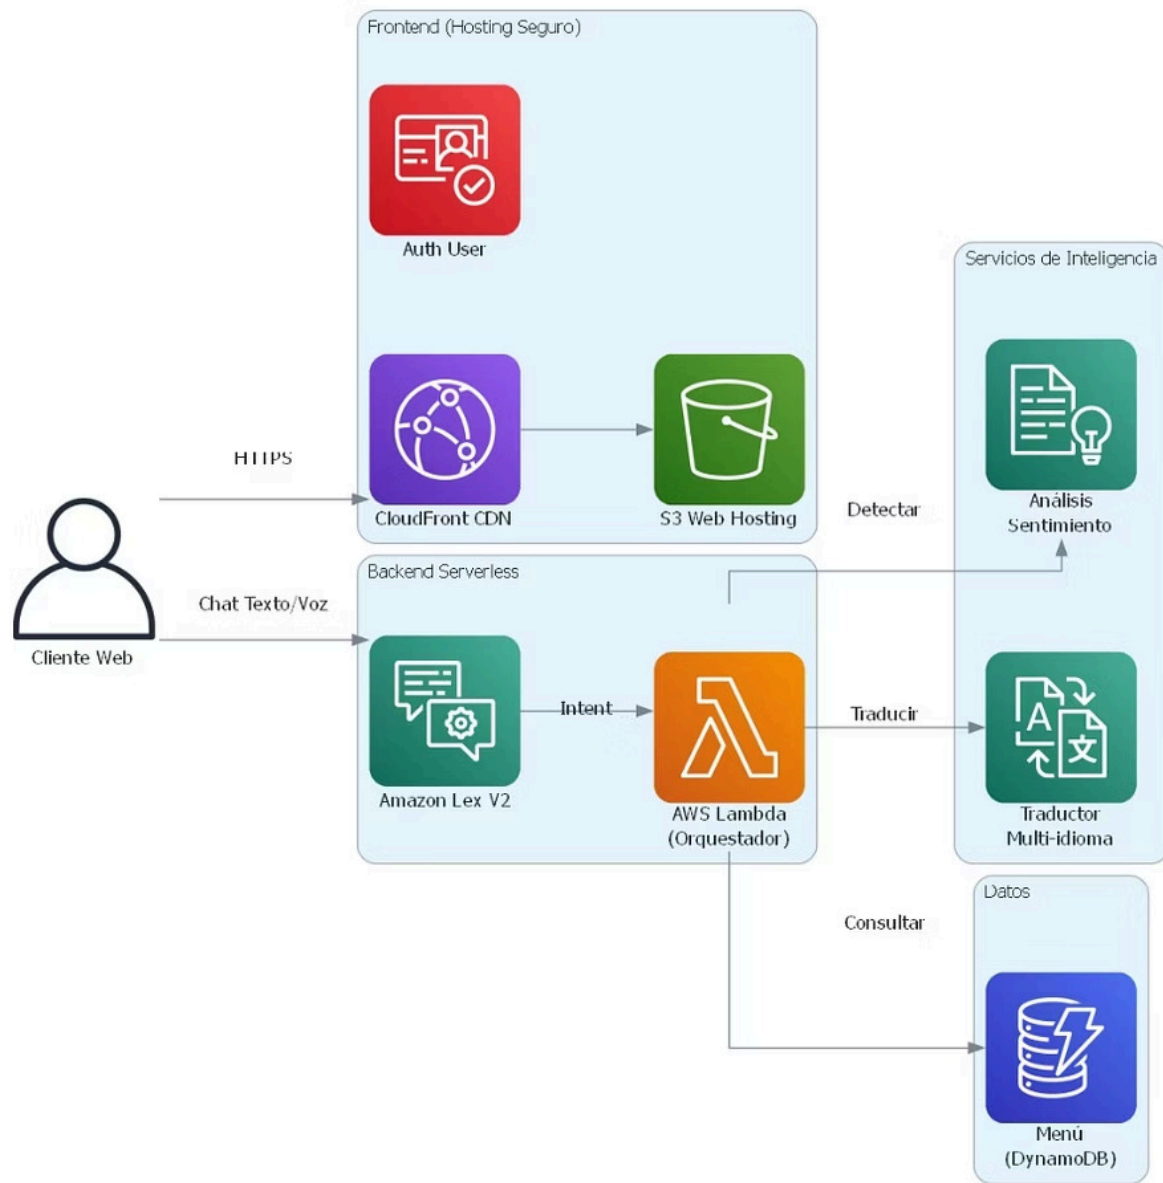 Frontend (Hosting Seguro)
Auth User
Servicios de Inteligencia
HTTPS
CloudFront CDN
S3 Web Hosting
Detectar
Análisis
Sentimiento
Backend Serverless
Chat Texto/Voz
Cliente Web
Intent
Traducir
Amazon Lex V2
AWS Lambda
(Orquestador)
A
文
Traductor
Multi-idioma
Datos
Consultar
Menú
(DynamoDB)